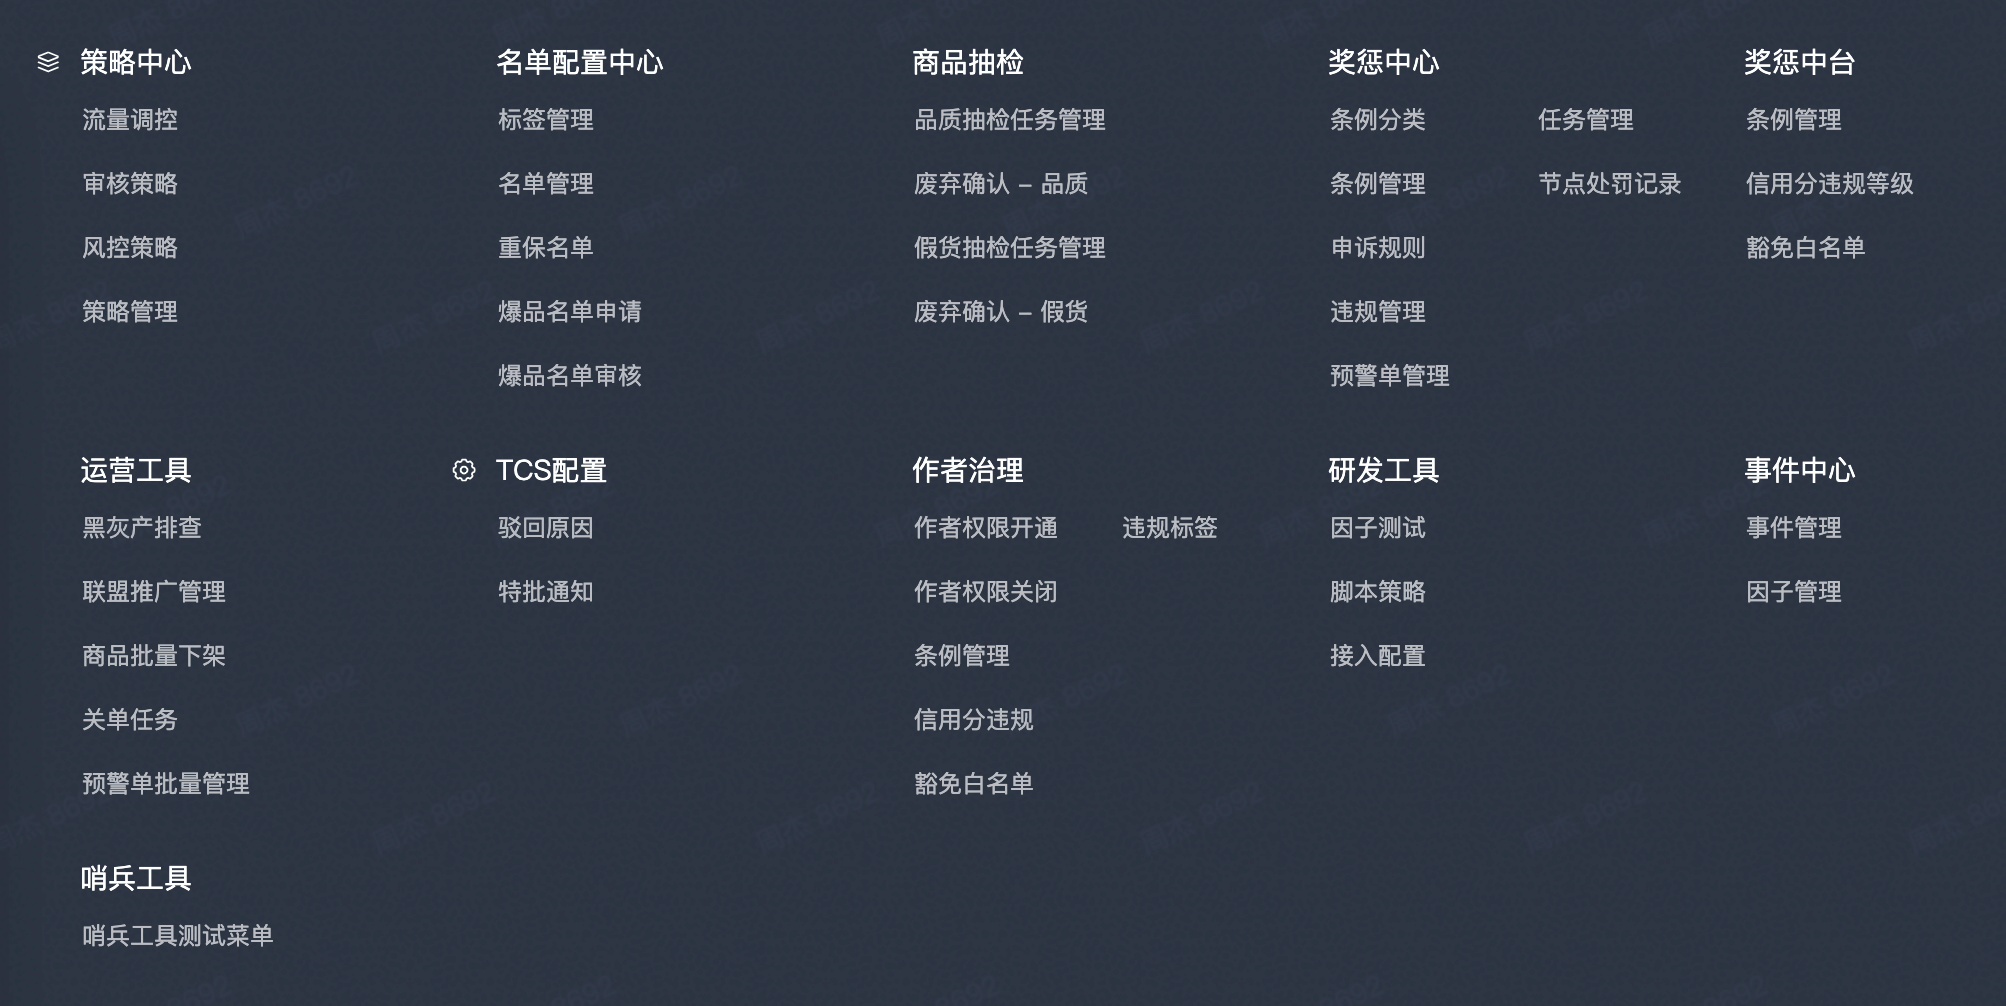 策略中心
流量调控
审核策略
风控策略
策略管理
名单配置中心
标签管理
名单管理
重保名单
爆品名单申请
爆品名单审核
商品抽检
品质抽检任务管理
废弃确认 – 品质
假货抽检任务管理
废弃确认 – 假货
奖惩中心
条例分类
条例管理
申诉规则
违规管理
预警单管理
任务管理
节点处罚记录
奖惩中台
条例管理
信用分违规等级
豁免白名单
运营工具
黑灰产排查
联盟推广管理
商品批量下架
关单任务
预警单批量管理
TCS配置
驳回原因
特批通知
作者治理
作者权限开通
作者权限关闭
条例管理
信用分违规
豁免白名单
违规标签
研发工具
因子测试
脚本策略
接入配置
事件中心
事件管理
因子管理
哨兵工具
哨兵工具测试菜单